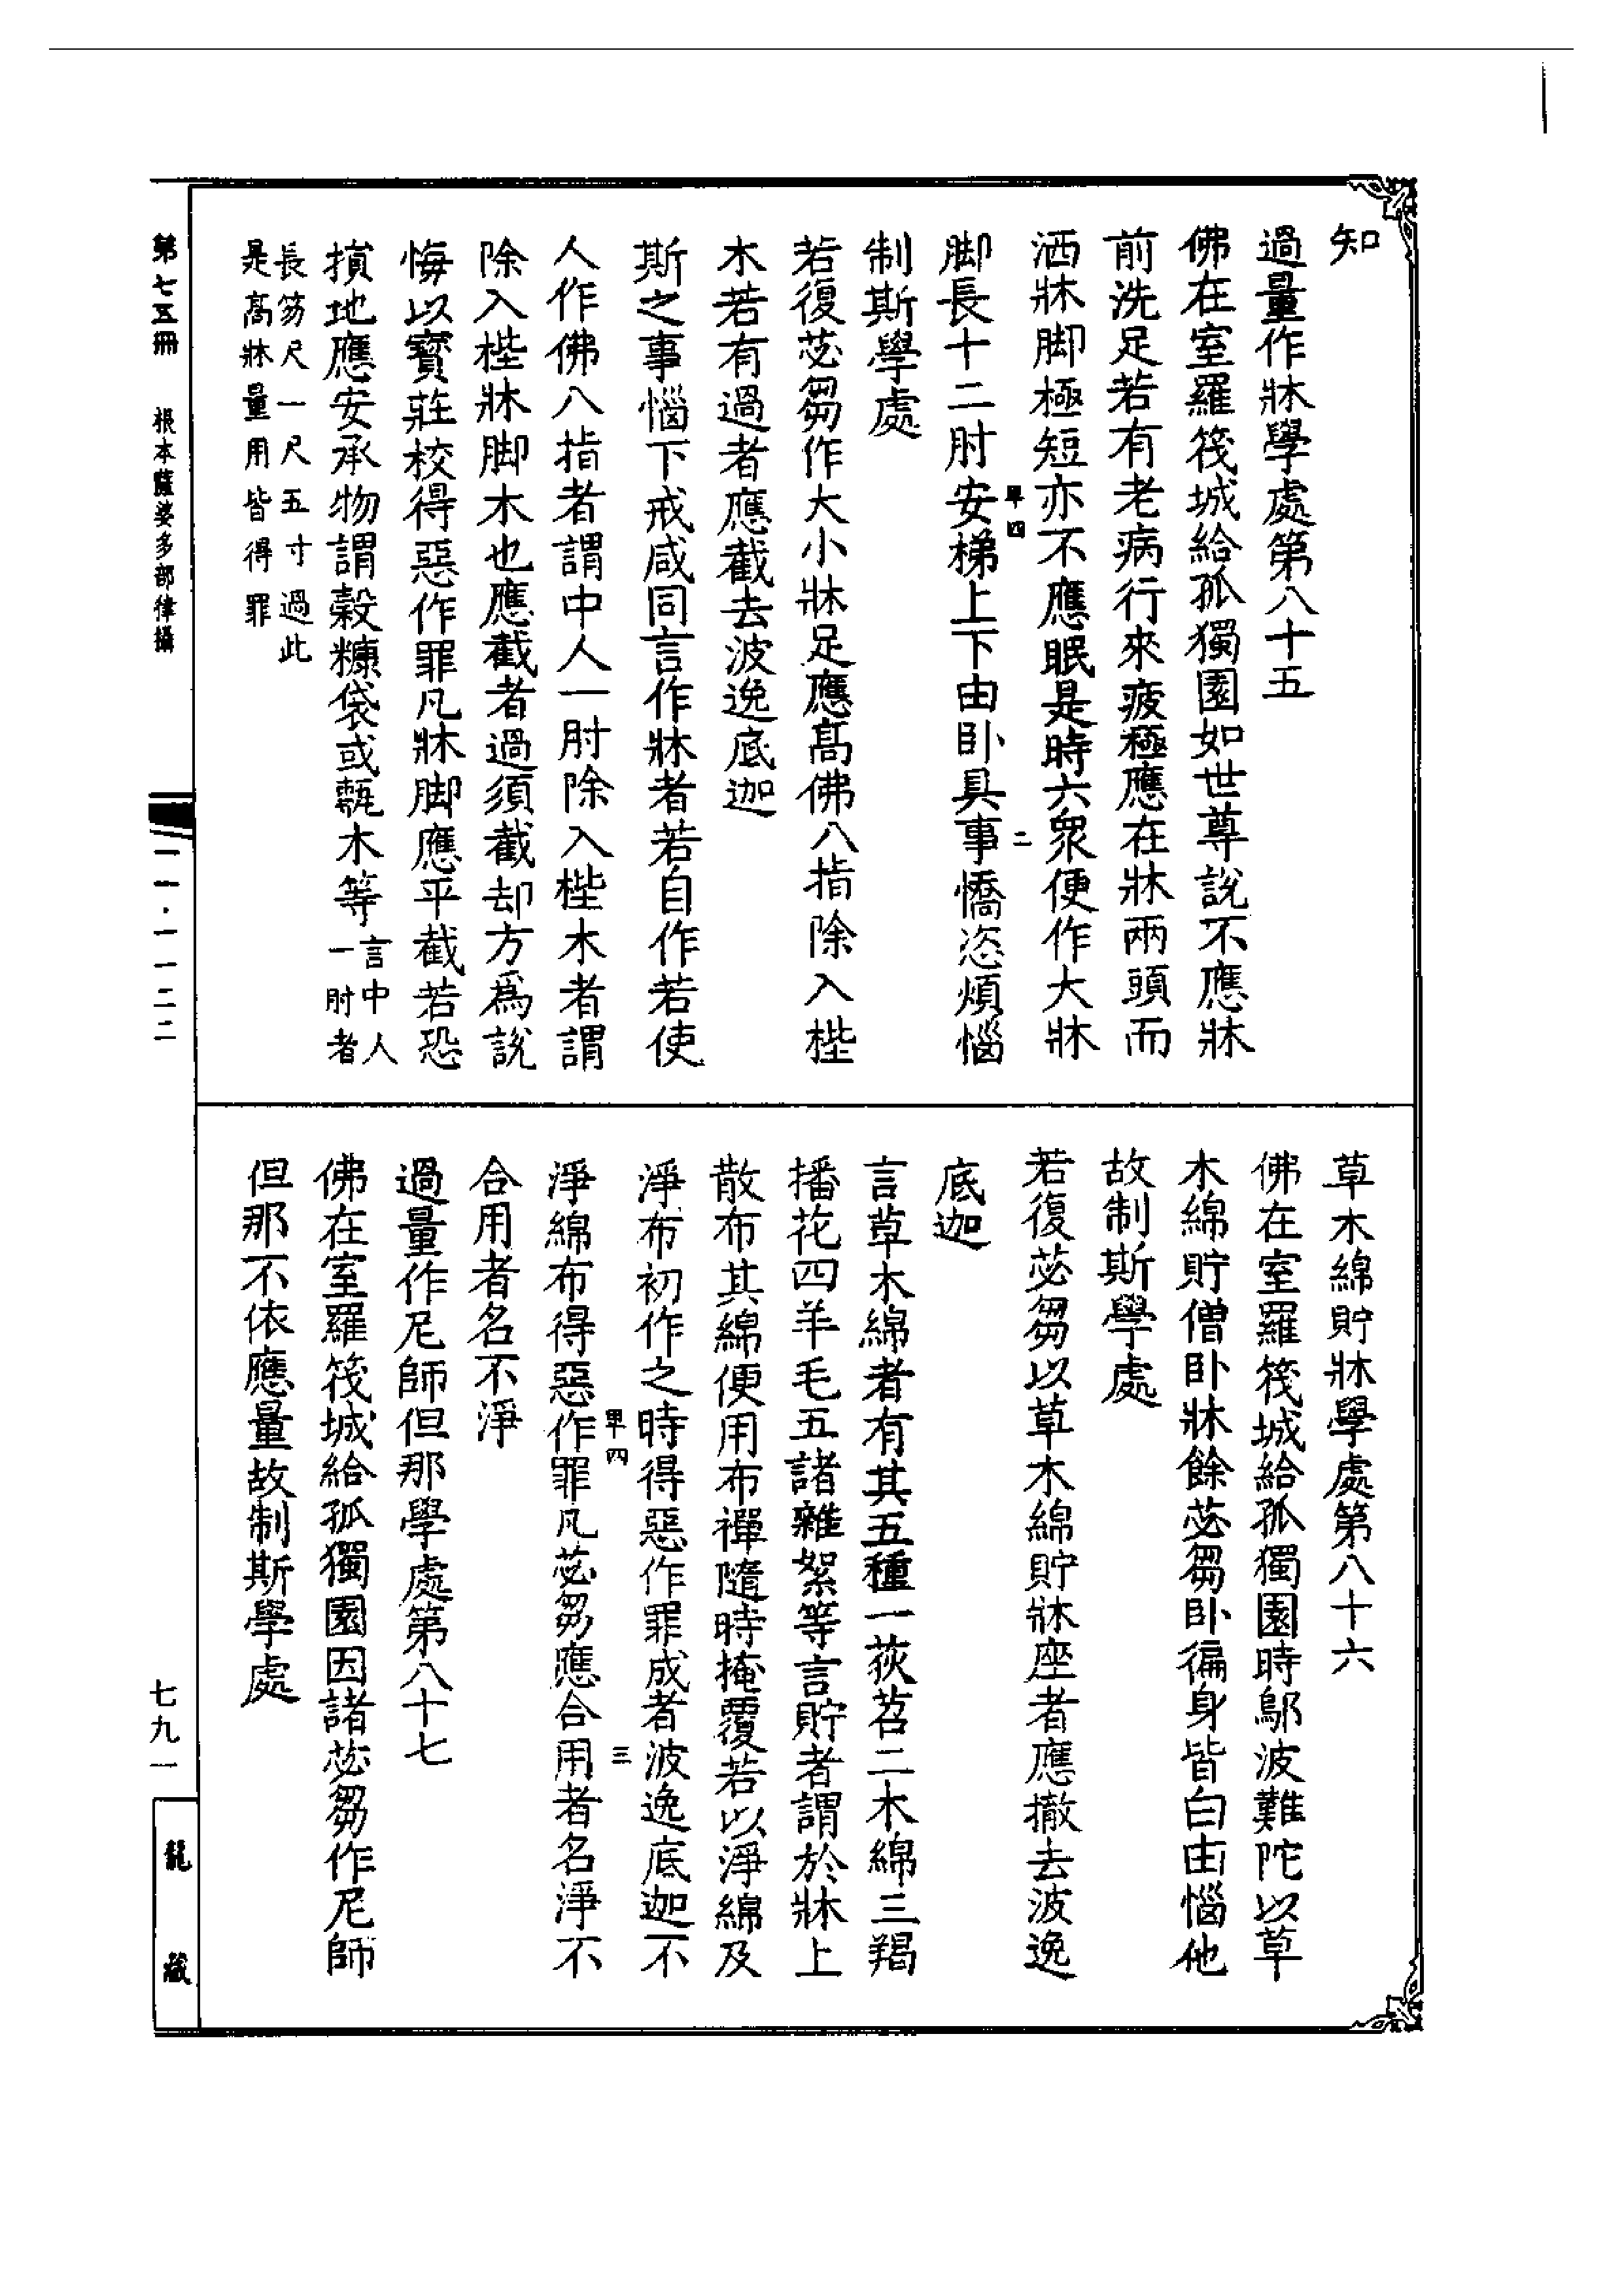 知
過量作牀學處第八十五
佛在室羅筏城給孤獨園如世尊說不應牀
前洗足若有老病行來疲極應在牀兩頭而
洒牀脚極短亦不應眠是時六眾便作大牀
脚長十二肘安梯上下由卧具事憍恣煩惱
制斯學處
若復苾芻作大小牀足應髙佛八指除入梐
木若有過者應截去波逸底迦
斯之事惱下戒咸同言作牀者若自作若使
人作佛八指者謂中人一肘除入梐木者謂
除入梐牀脚木也應截者過須截却方爲說
悔以寶莊校得惡作罪凡牀脚應平截若恐
損地應安承物謂穀糠袋或甎木等言中人
一肘者
長笏尺一尺五寸過此
是髙牀量用皆得罪
草木綿貯牀學處第八十六
佛在室羅筏城給孤獨園時鄔波難陀以草
木綿貯僧卧牀餘苾芻卧徧身皆白由惱他
故制斯學處
若復苾芻以草木綿貯牀座者應撤去波逸
底迦
言草木綿者有其五種一荻苕二木綿三羯
播花四羊毛五諸雜絮等言貯者謂於牀上
散布其綿便用布襌隨時掩覆若以淨綿及
淨布初作之時得惡作罪成者波逸底迦不
淨綿布得惡作罪凡苾芻應合用者名淨不
合用者名不淨
過量作尼師但那學處第八十七
佛在室羅筏城給孤獨園因諸苾芻作尼師
但那不依應量故制斯學處
卑四
二
卑四
三
第七五冊
根本薩婆多部律攝
一一·一一二二
七九一
龍藏